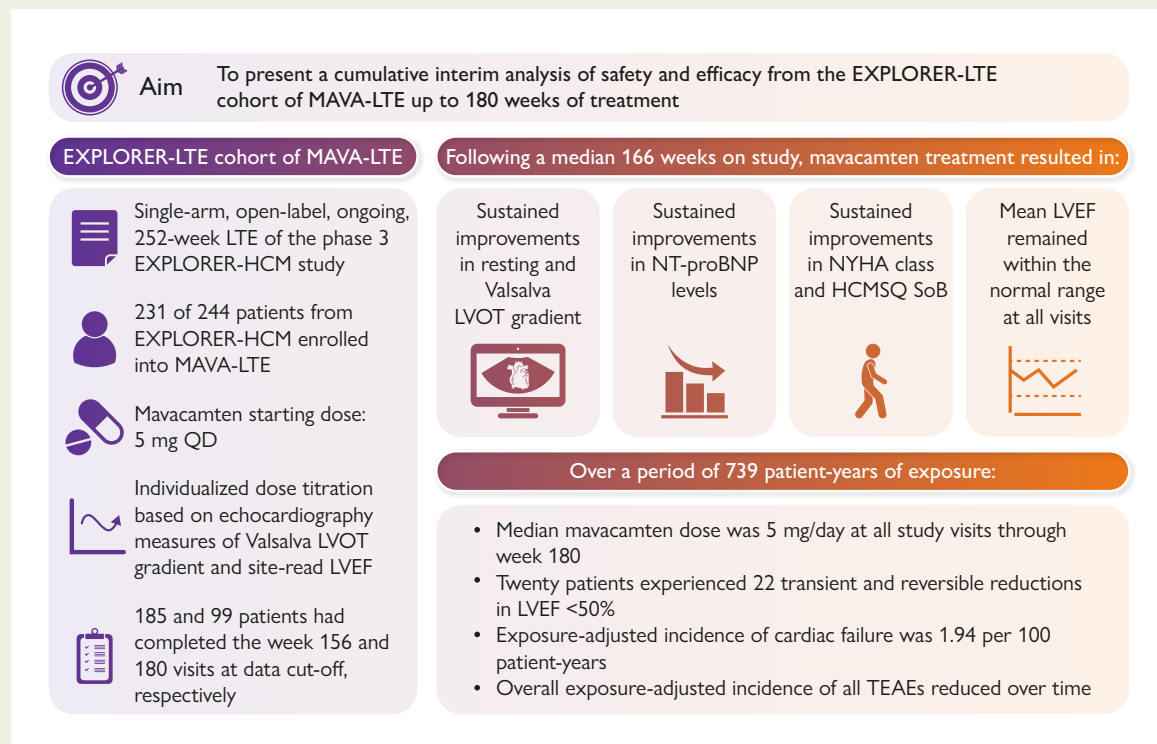 Aim
To present a cumulative interim analysis of safety and efficacy from the EXPLORER-LTE
cohort of MAVA-LTE up to 180 weeks of treatment
EXPLORER-LTE cohort of MAVA-LTE
Single-arm, open-label, ongoing,
252-week LTE of the phase 3
EXPLORER-HCM study
231 of 244 patients from
EXPLORER-HCM enrolled
into MAVA-LTE
Mavacamten starting dose:
5 mg QD
Individualized dose titration
based on echocardiography
measures of Valsalva LVOT
gradient and site-read LVEF
185 and 99 patients had
completed the week 156 and
180 visits at data cut-off,
respectively
Following a median 166 weeks on study, mavacamten treatment resulted in:
Sustained
improvements
in resting and
Valsalva
LVOT gradient
Sustained
improvements
in NT-proBNP
levels
Sustained
improvements
in NYHA class
and HCMSQ SoB
Mean LVEF
remained
within the
normal range
at all visits
Over a period of 739 patient-years of exposure:
• Median mavacamten dose was 5 mg/day at all study visits through
week 180
• Twenty patients experienced 22 transient and reversible reductions
in LVEF <50%
• Exposure-adjusted incidence of cardiac failure was 1.94 per 100
patient-years
• Overall exposure-adjusted incidence of all TEAEs reduced over time